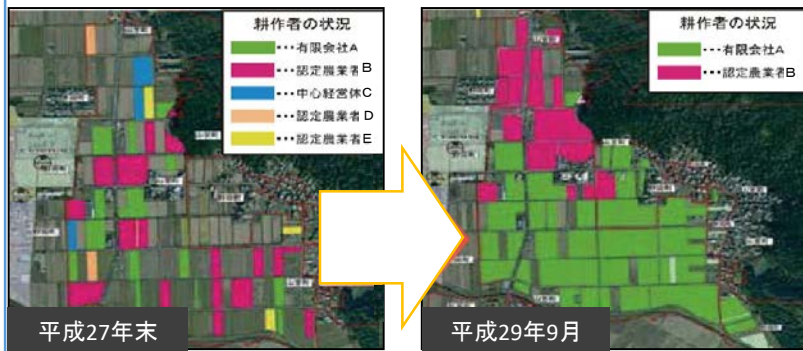 耕作者の状況
･･･有限会社A
･･･認定農業者B
･･･中心経営体C
･･･認定農業者D
･･･認定農業者E
平成27年末
耕作者の状況
･･･有限会社A
･･･認定農業者B
平成29年9月